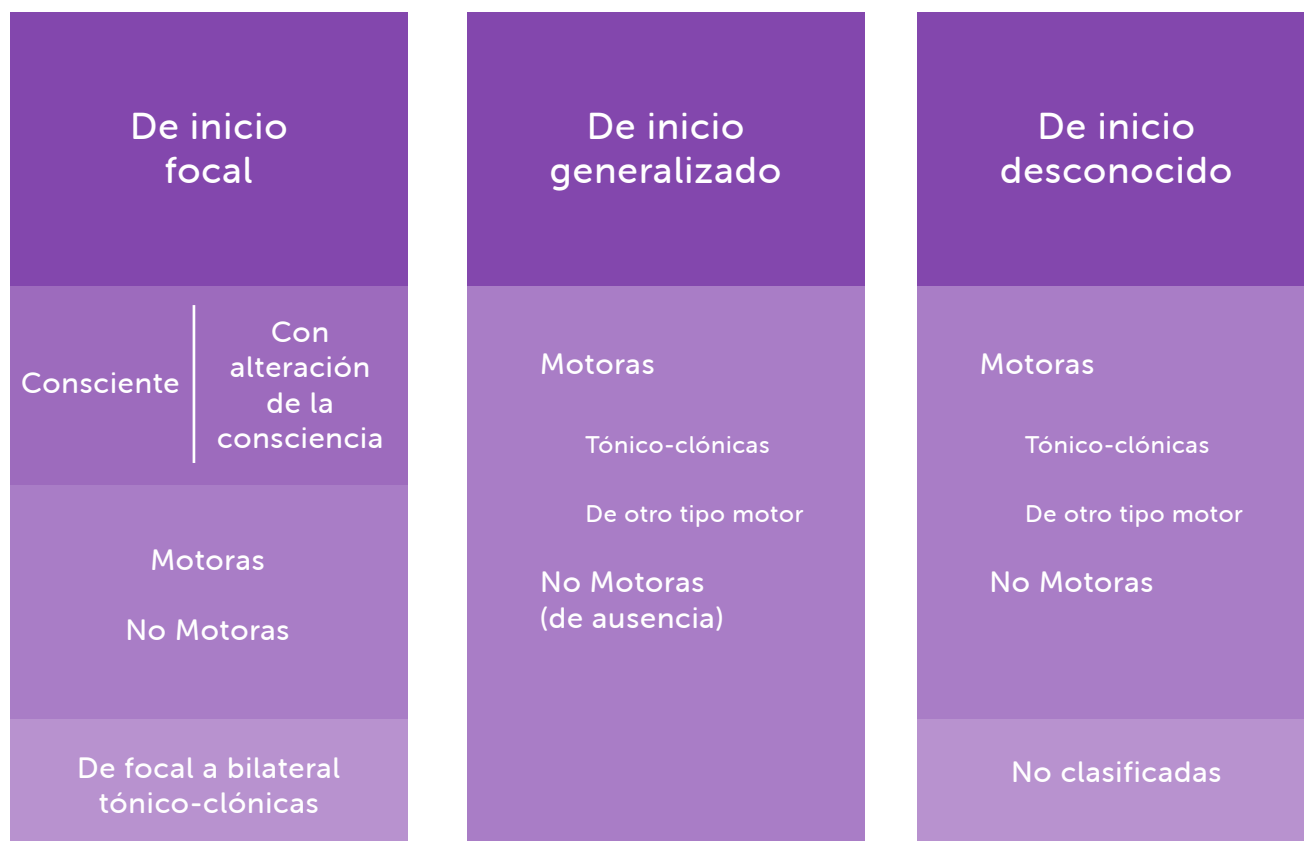 De inicio
focal
Consciente
Con
alteración
de la
consciencia
Motoras
No Motoras
De focal a bilateral
tónico-clónicas
De inicio
generalizado
Motoras
Tónico-clónicas
De otro tipo motor
No Motoras
(de ausencia)
De inicio
desconocido
Motoras
Tónico-clónicas
De otro tipo motor
No Motoras
No clasificadas